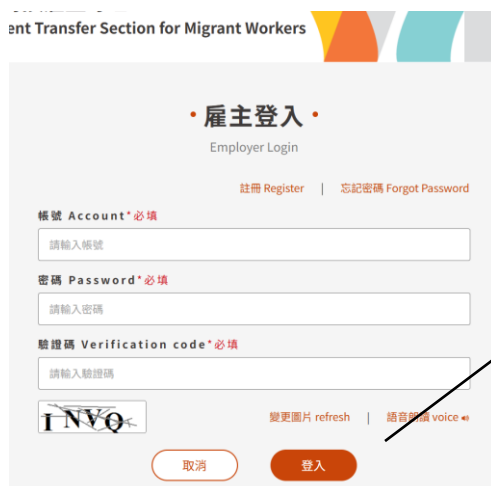 ent Transfer Section for Migrant Workers
•雇主登入•
Employer Login
註冊 Register | 忘記密碼 Forgot Password
帳號 Account*必填
請輸入帳號
密碼 Password*必填
請輸入密碼
驗證碼 Verification code*必填
請輸入驗證碼
INVQ
變更圖片 refresh | 語音朗讀 voice
取消
登入